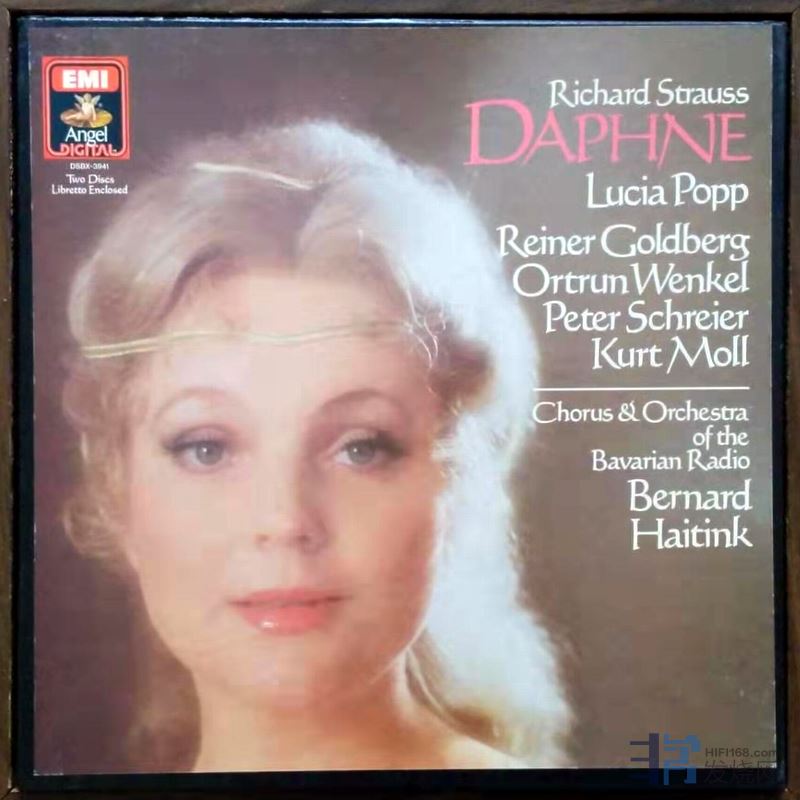 EMI
Angel
DIGITAL
DSBX-3941
Two Discs
Libretto Enclosed
Richard Strauss
DAPHNE
Lucia Popp
Reiner Goldberg
Ortrun Wenkel
Peter Schreier
Kurt Moll
Chorus & Orchestra
of the
Bavarian Radio
Bernard
Haitink
HIFI168.com
发烧网